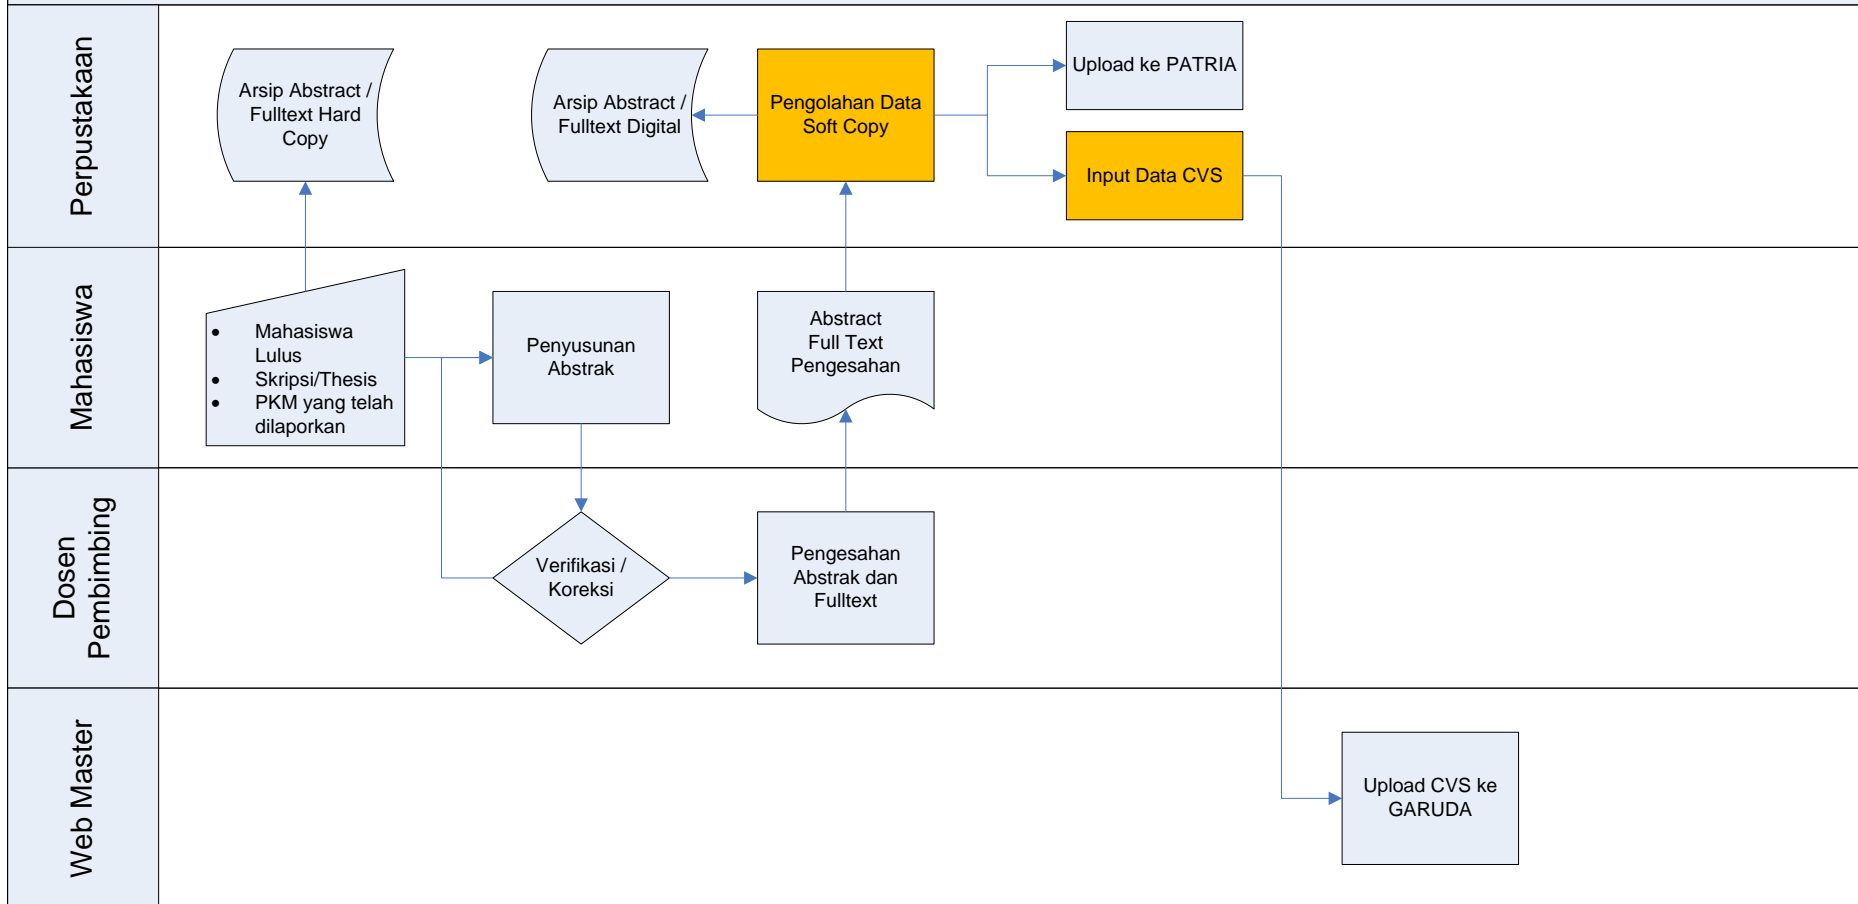 Perpustakaan
Arsip Abstract /
Fulltext Hard
Copy
Arsip Abstract /
Fulltext Digital
Pengolahan Data
Soft Copy
Upload ke PATRIA
Input Data CVS
Mahasiswa
• Mahasiswa
Lulus
• Skripsi/Thesis
• PKM yang telah
dilaporkan
Penyusunan
Abstrak
Abstract
Full Text
Pengesahan
Dosen
Pembimbing
Verifikasi /
Koreksi
Pengesahan
Abstrak dan
Fulltext
Web Master
Upload CVS ke
GARUDA